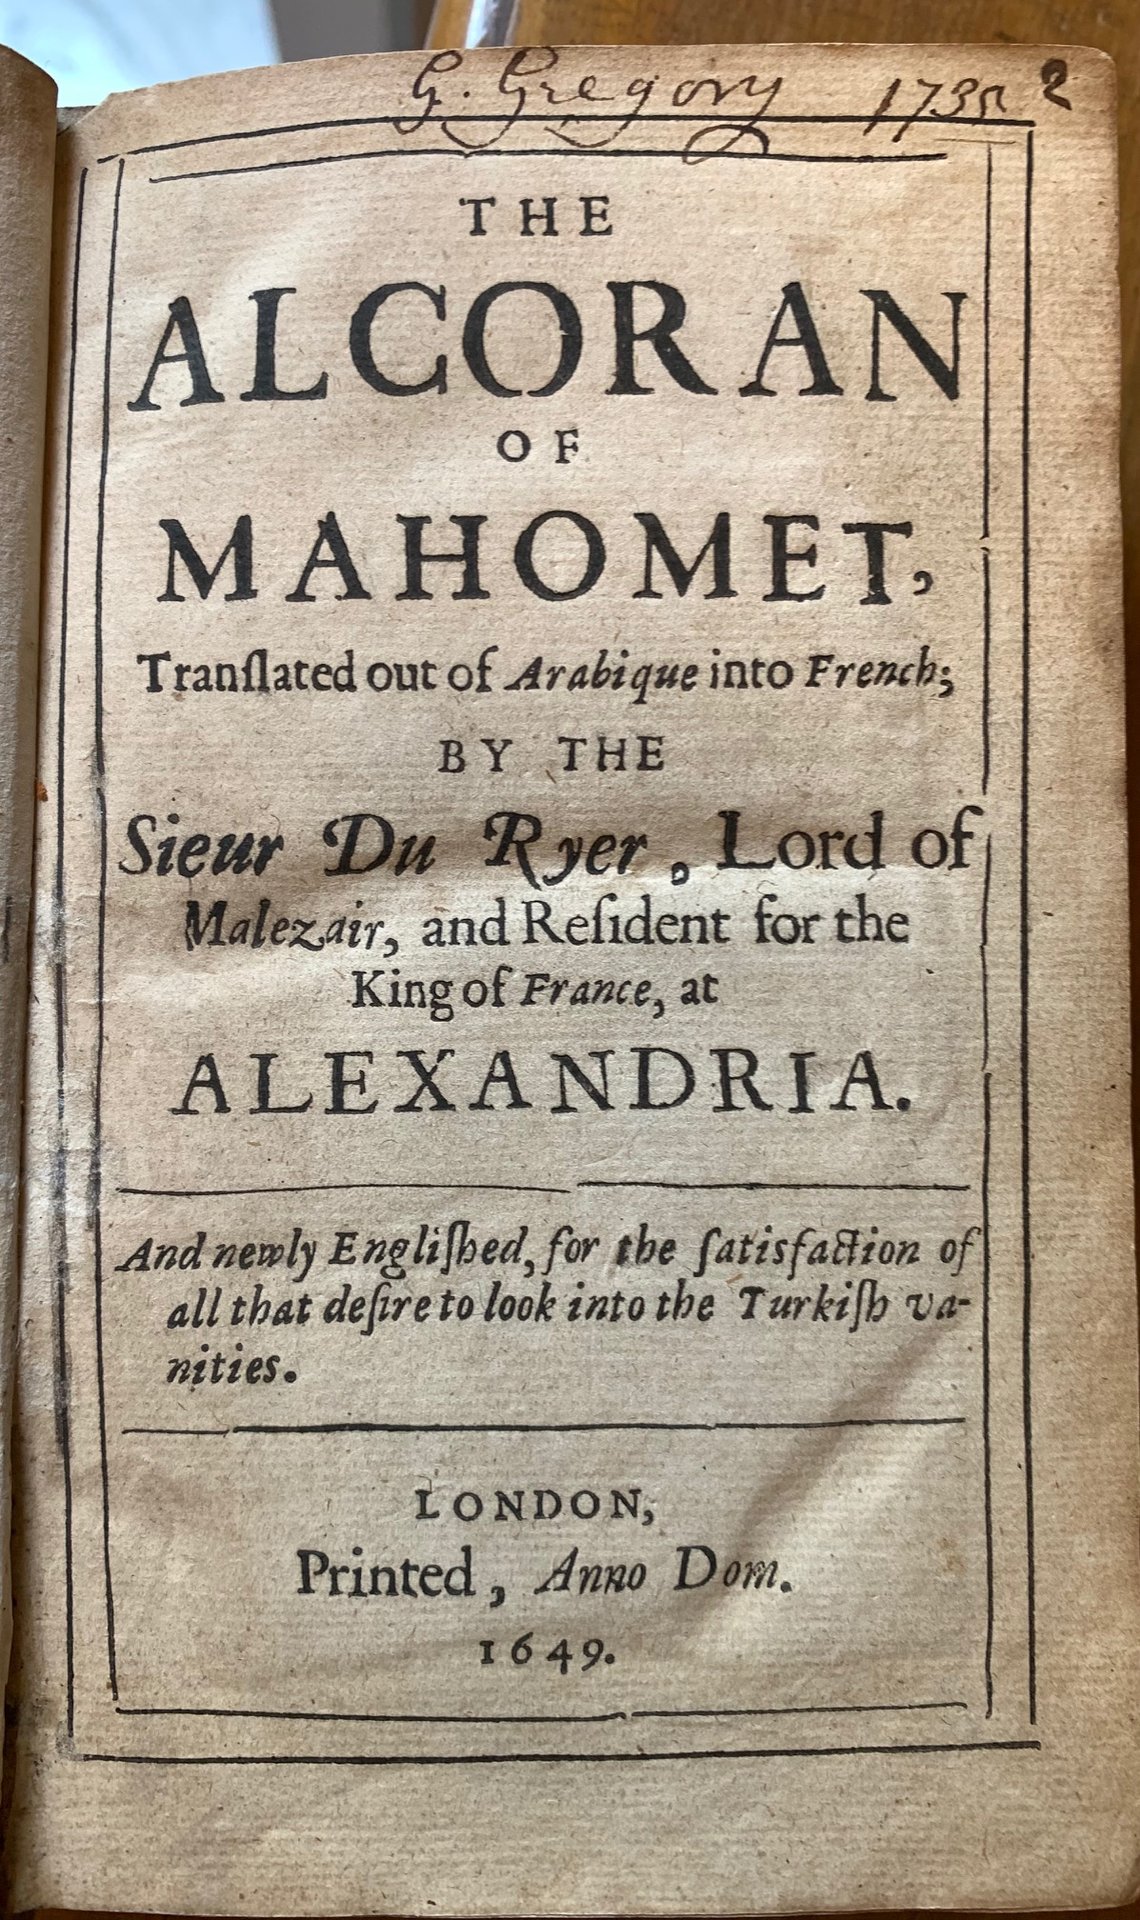 G. Gregory 1735 2
THE
ALCORAN
OF
MAHOMET,
Tranſlated out of Arabique into French;
BY THE
Sieur Du Ryer, Lord of
Malezair, and Reſident for the
King of France, at
ALEXANDRIA.
And newly Engliſhed, for the ſatisfaction of
all that deſire to look into the Turkiſh va-
nities.
LONDON,
Printed, Anno Dom.
1649.